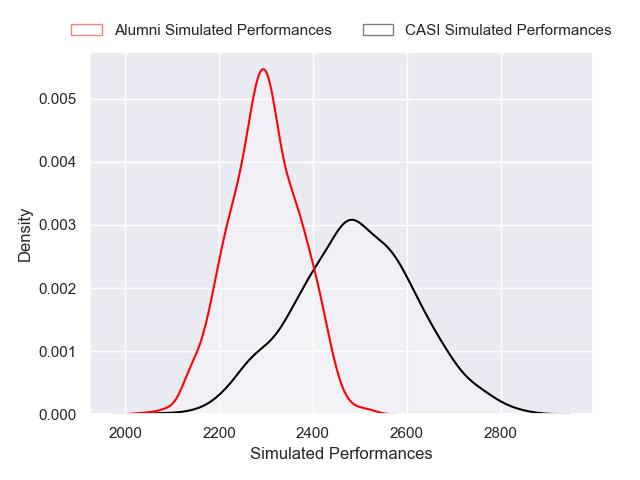 Alumni Simulated Performances CASI Simulated Performances
0.005
0.004
0.003
0.002
0.001
0.000
Density
2000 2200 2400 2600 2800
Simulated Performances